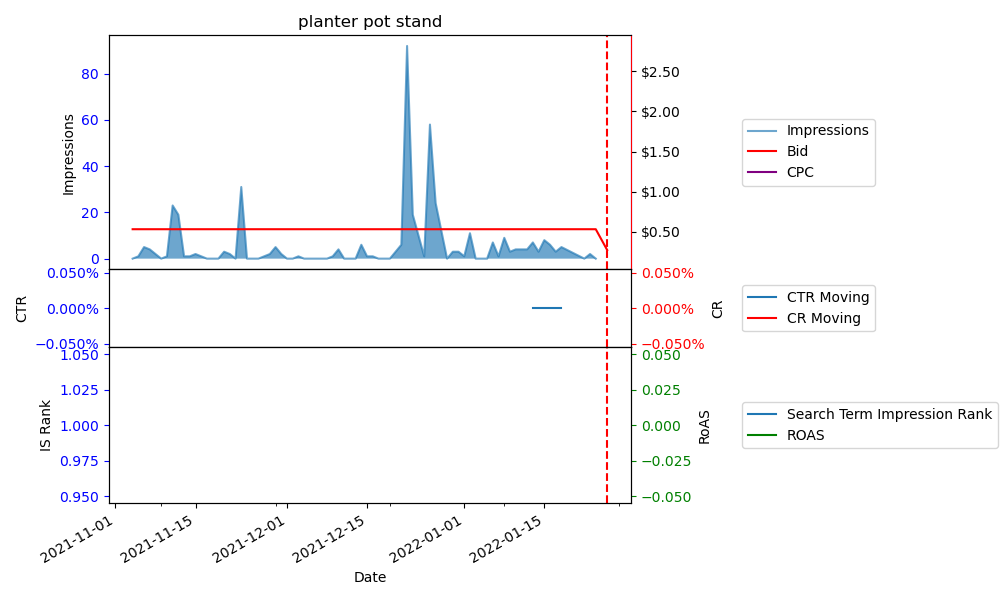 planter pot stand
Impressions
80
60
40
20
0
$2.50
$2.00
$1.50
$1.00
$0.50
Impressions
Bid
CPC
CTR
0.050%
0.000%
−0.050%
0.050%
0.000%
−0.050%
CR
CTR Moving
CR Moving
IS Rank
1.050
1.025
1.000
0.975
0.950
0.050
0.025
0.000
−0.025
−0.050
RoAS
Search Term Impression Rank
ROAS
2021-11-01
2021-11-15
2021-12-01
2021-12-15
2022-01-01
2022-01-15
Date